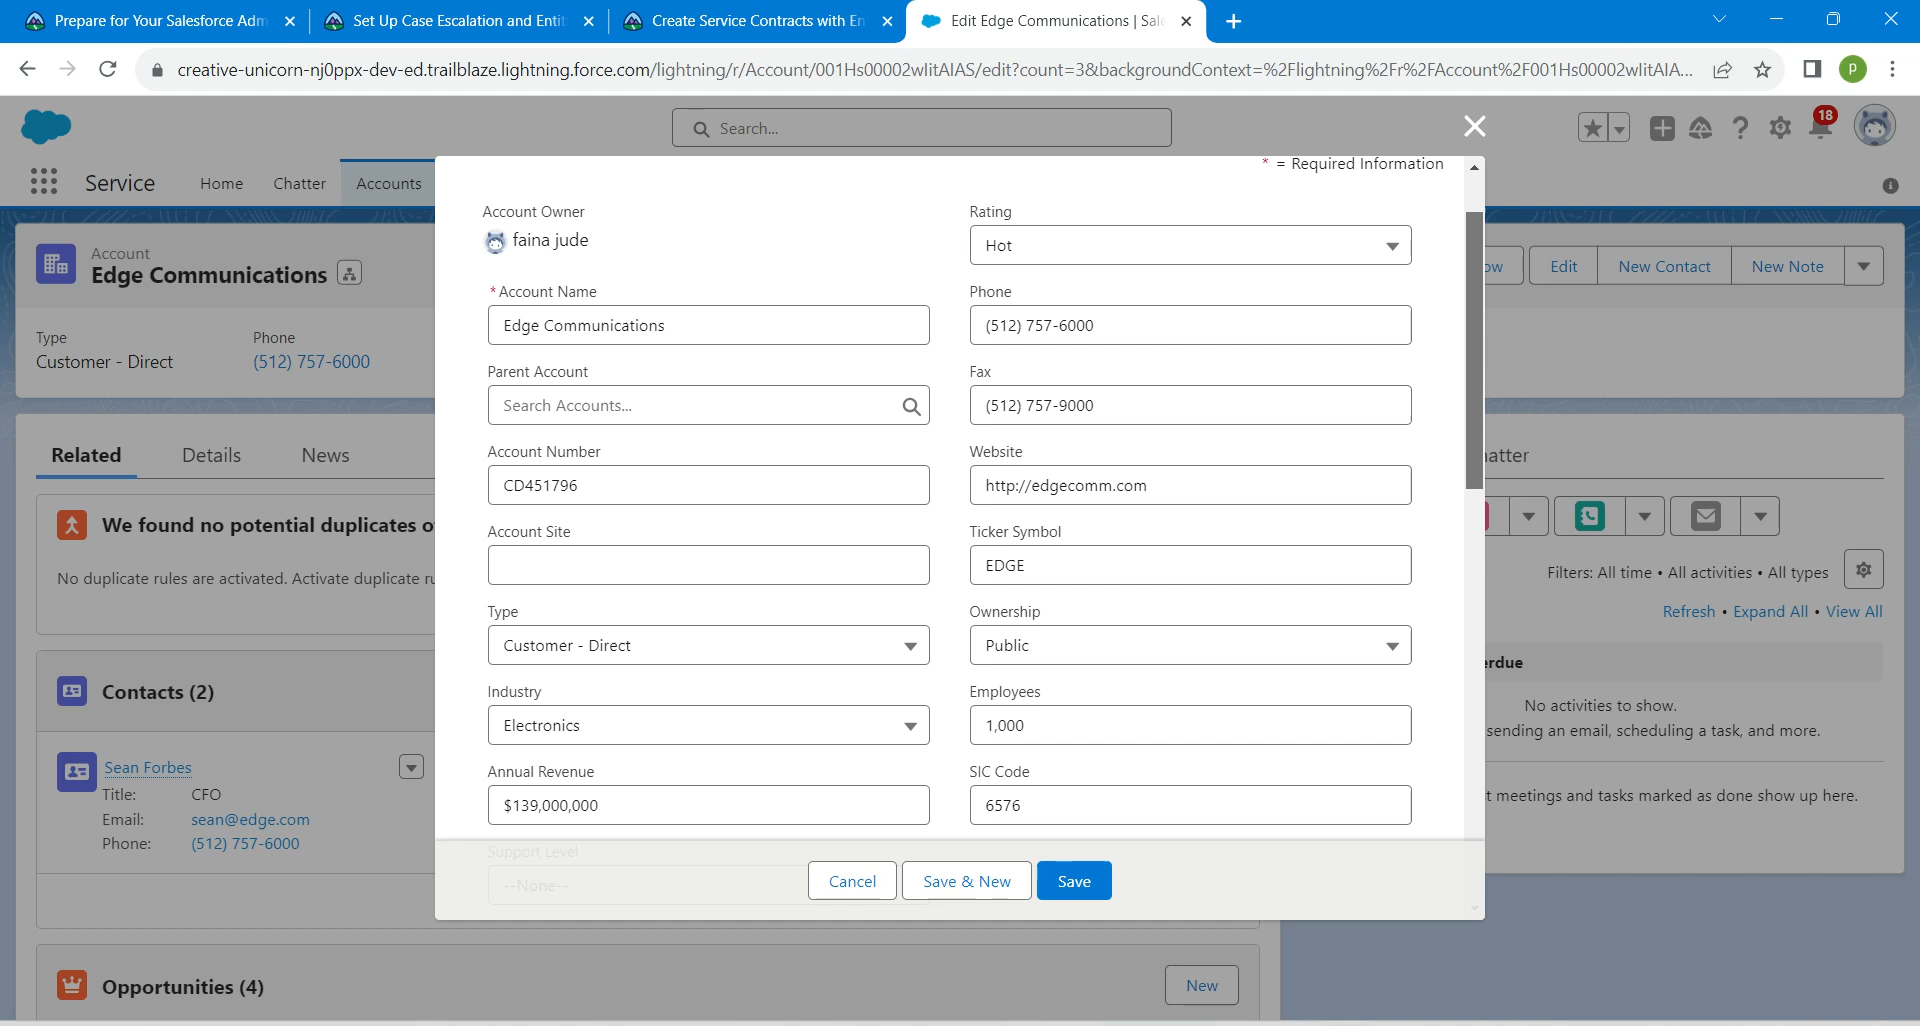 Prepare for Your Salesforce Adm
Set Up Case Escalation and Entit
Create Service Contracts with En
Edit Edge Communications | Sale
creative-unicorn-nj0ppx-dev-ed.trailblaze.lightning.force.com/lightning/r/Account/001Hs00002wlitAIAS/edit?count=3&backgroundContext=%2Flightning%2Fr%2FAccount%2F001Hs00002wlitAIA...
P
Search...
18
Service
Home
Chatter
Accounts
* = Required Information
Account
Edge Communications
ow
Edit
New Contact
New Note
Type
Customer - Direct
Phone
(512) 757-6000
Account Owner
faina jude
Rating
Hot
*Account Name
Edge Communications
Phone
(512) 757-6000
Parent Account
Search Accounts...
Fax
(512) 757-9000
Account Number
CD451796
Website
http://edgecomm.com
Account Site
Ticker Symbol
EDGE
Type
Customer - Direct
Ownership
Public
Industry
Electronics
Employees
1,000
Annual Revenue
$139,000,000
SIC Code
6576
Support Level
--None--
Cancel
Save & New
Save
Related
Details
News
We found no potential duplicates o
No duplicate rules are activated. Activate duplicate ru
Contacts (2)
Sean Forbes
Title: CFO
Email: sean@edge.com
Phone: (512) 757-6000
Opportunities (4)
New
atter
Filters: All time • All activities • All types
Refresh • Expand All • View All
erdue
No activities to show.
sending an email, scheduling a task, and more.
t meetings and tasks marked as done show up here.